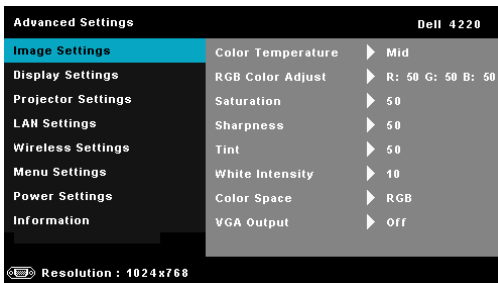 Advanced Settings Dell 4220
Image Settings
Display Settings
Projector Settings
LAN Settings
Wireless Settings
Menu Settings
Power Settings
Information
Color Temperature Mid
RGB Color Adjust R: 50 G: 50 B: 50
Saturation 50
Sharpness 50
Tint 50
White Intensity 10
Color Space RGB
VGA Output Off
Resolution : 1024x768